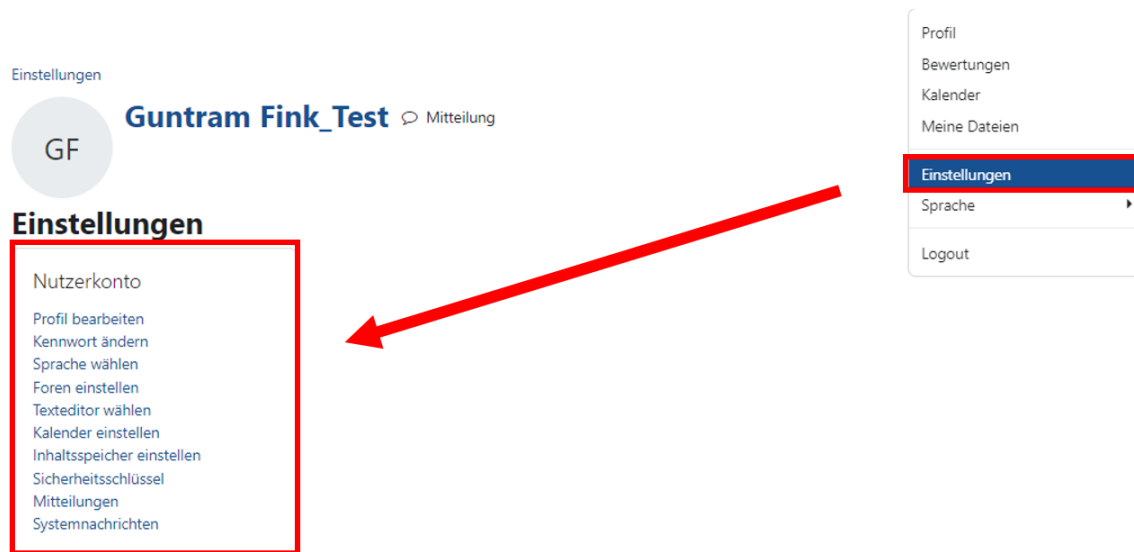 Einstellungen
GF
Guntram Fink_Test Mitteilung
Einstellungen
Nutzerkonto
Profil bearbeiten
Kennwort ändern
Sprache wählen
Foren einstellen
Texteditor wählen
Kalender einstellen
Inhaltsspeicher einstellen
Sicherheitsschlüssel
Mitteilungen
Systemnachrichten
Profil
Bewertungen
Kalender
Meine Dateien
Einstellungen
Sprache
Logout